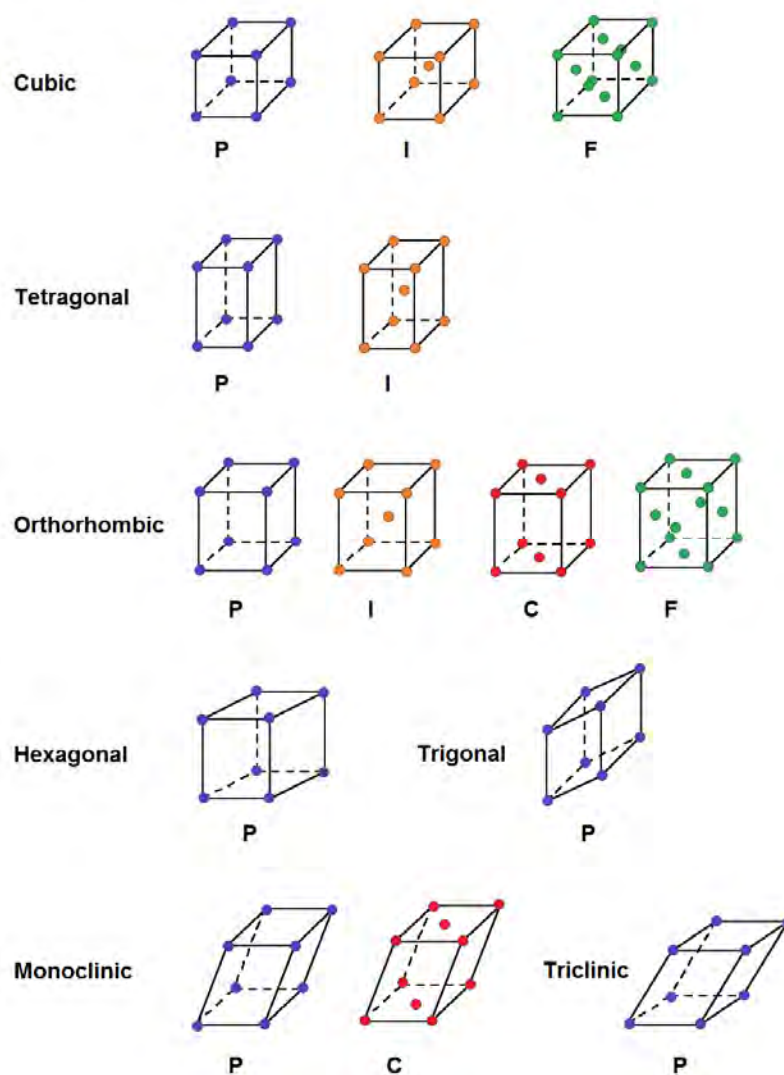 Cubic
P I F
Tetragonal
P I
Orthorhombic
P I C F
Hexagonal Trigonal
P P
Monoclinic Triclinic
P C P